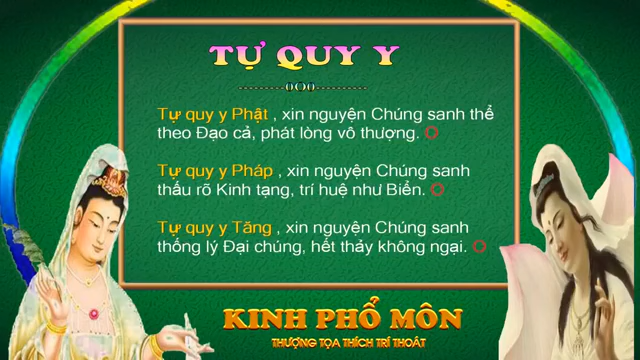 TỰ QUY Y
---------oOo----------
Tự quy y Phật , xin nguyện Chúng sanh thể
theo Đạo cả, phát lòng vô thượng. O
Tự quy y Pháp , xin nguyện Chúng sanh
thấu rõ Kinh tạng, trí huệ như Biển. O
Tự quy y Tăng , xin nguyện Chúng sanh
thống lý Đại chúng, hết thảy không ngại. O
KINH PHỔ MÔN
THƯỢNG TỌA THÍCH TRÍ THOÁT